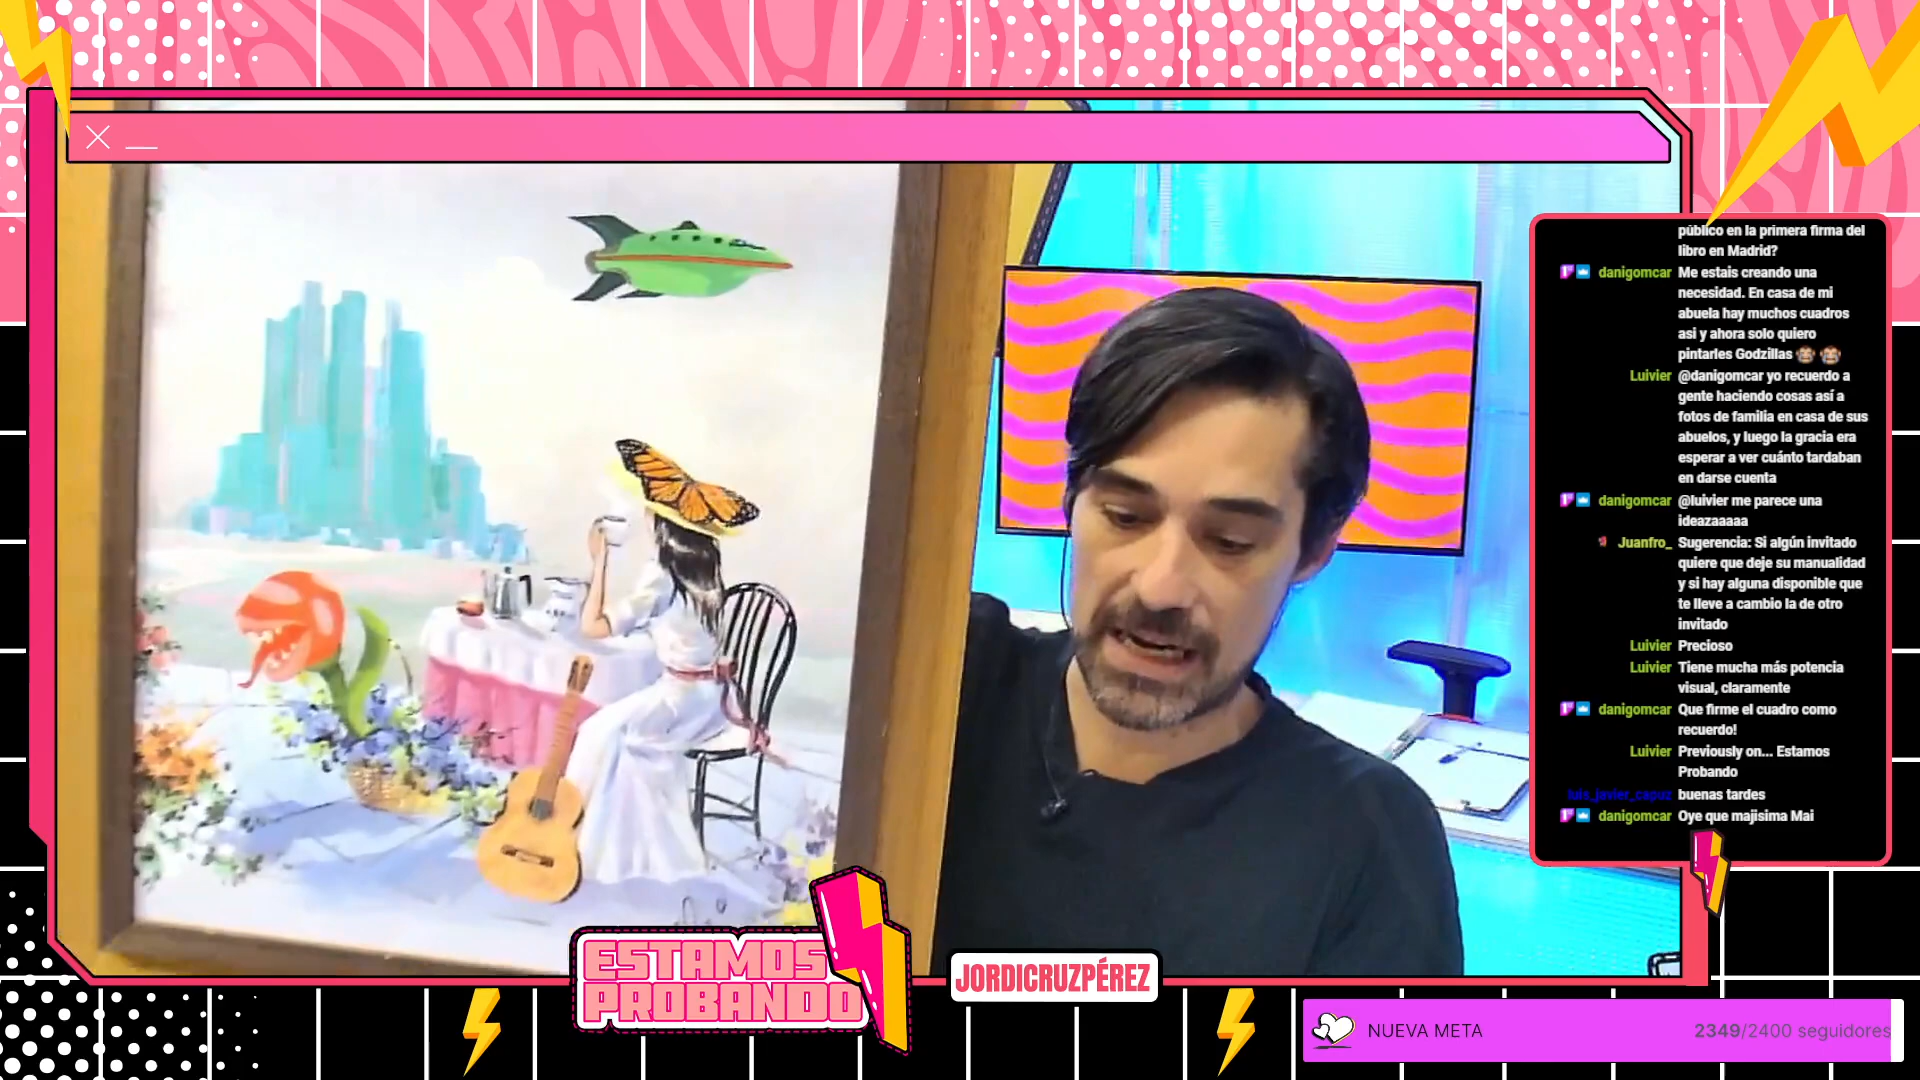 público en la primera firma del
libro en Madrid?
danigomcar Me estais creando una
necesidad. En casa de mi
abuela hay muchos cuadros
asi y ahora solo quiero
pintarles Godzillas
Luivier @danigomcar yo recuerdo a
gente haciendo cosas así a
fotos de familia en casa de sus
abuelos, y luego la gracia era
esperar a ver cuánto tardaban
en darse cuenta
danigomcar @luivier me parece una
ideazaaaaa
Juanfro_ Sugerencia: Si algún invitado
quiere que deje su manualidad
y si hay alguna disponible que
te lleve a cambio la de otro
invitado
Luivier Precioso
Luivier Tiene mucha más potencia
visual, claramente
danigomcar Que firme el cuadro como
recuerdo!
Luivier Previously on... Estamos
Probando
luis_javier_capuz buenas tardes
danigomcar Oye que majisima Mai
ESTAMOS
PROBANDO
JORDICRUZPÉREZ
NUEVA META 2349/2400 seguidores